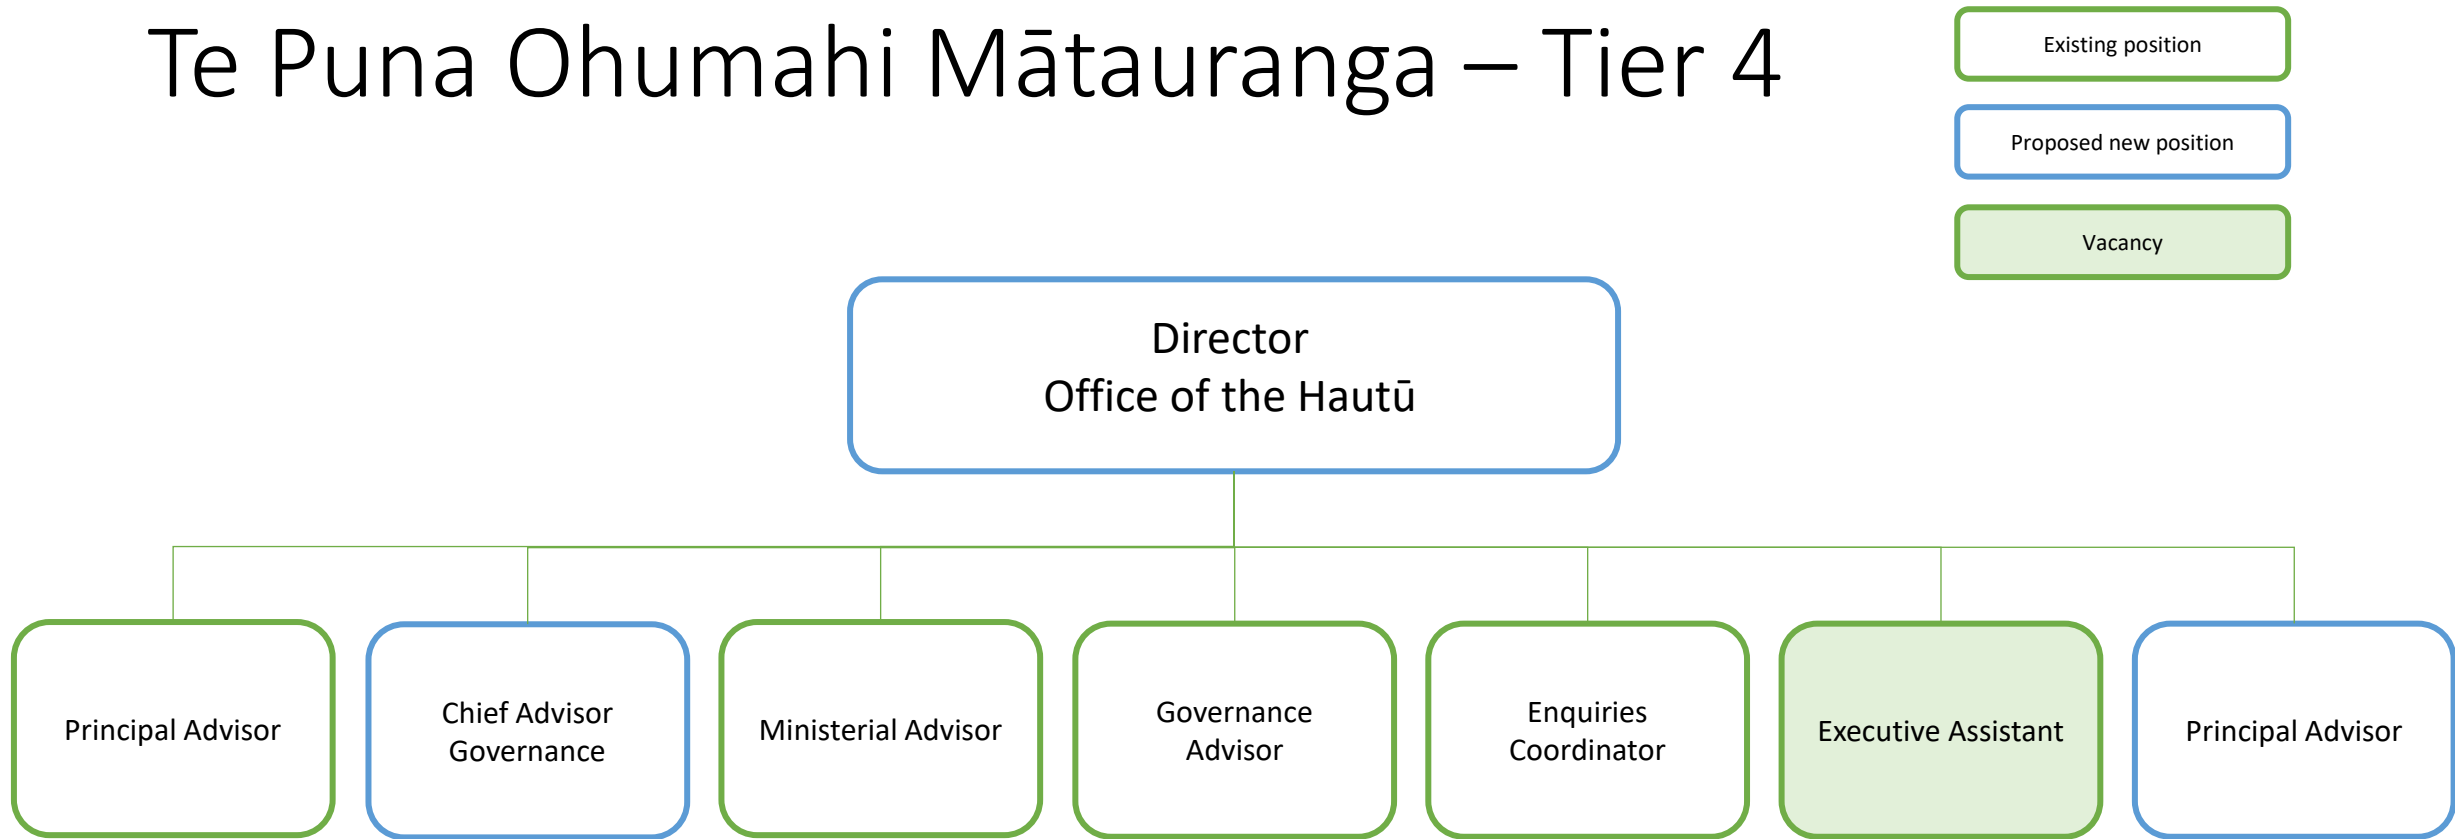 Te Puna Ohumahi Mātauranga – Tier 4
Existing position
Proposed new position
Vacancy
Director
Office of the Hautū
Principal Advisor
Chief Advisor
Governance
Ministerial Advisor
Governance
Advisor
Enquiries
Coordinator
Executive Assistant
Principal Advisor